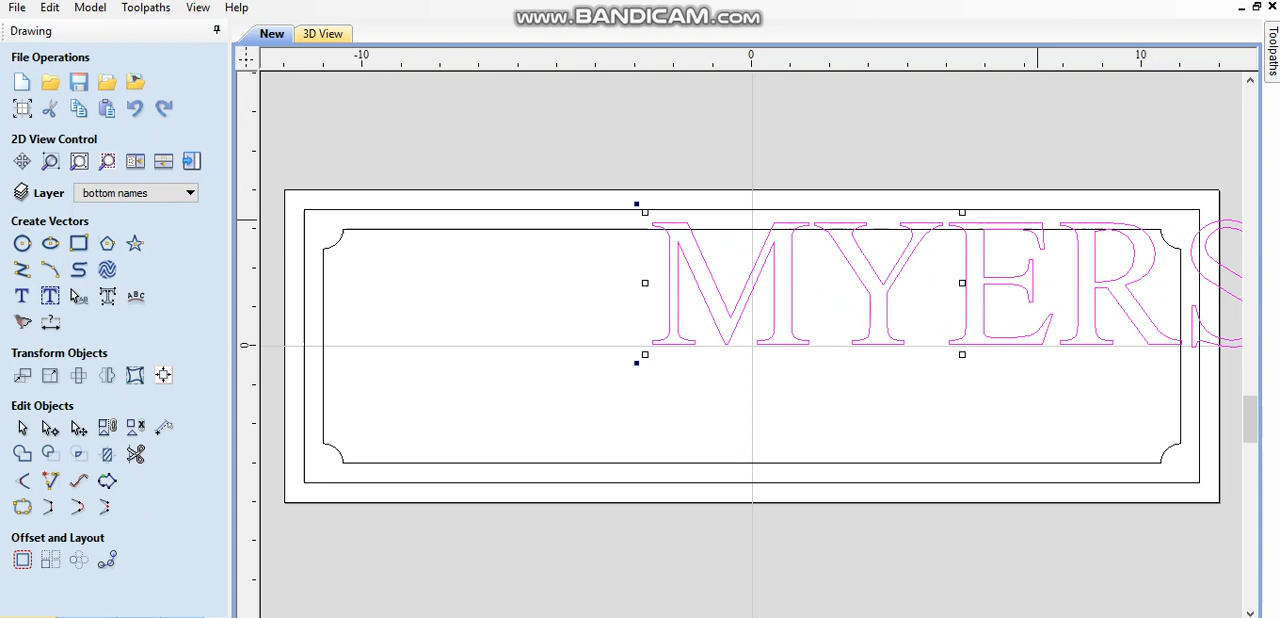 www.BANDICAM.com
File Edit Model Toolpaths View Help
Drawing
New 3D View
Toolpaths
File Operations
-10 0 10
2D View Control
Layer bottom names
Create Vectors
MYERS
0
Transform Objects
Edit Objects
Offset and Layout